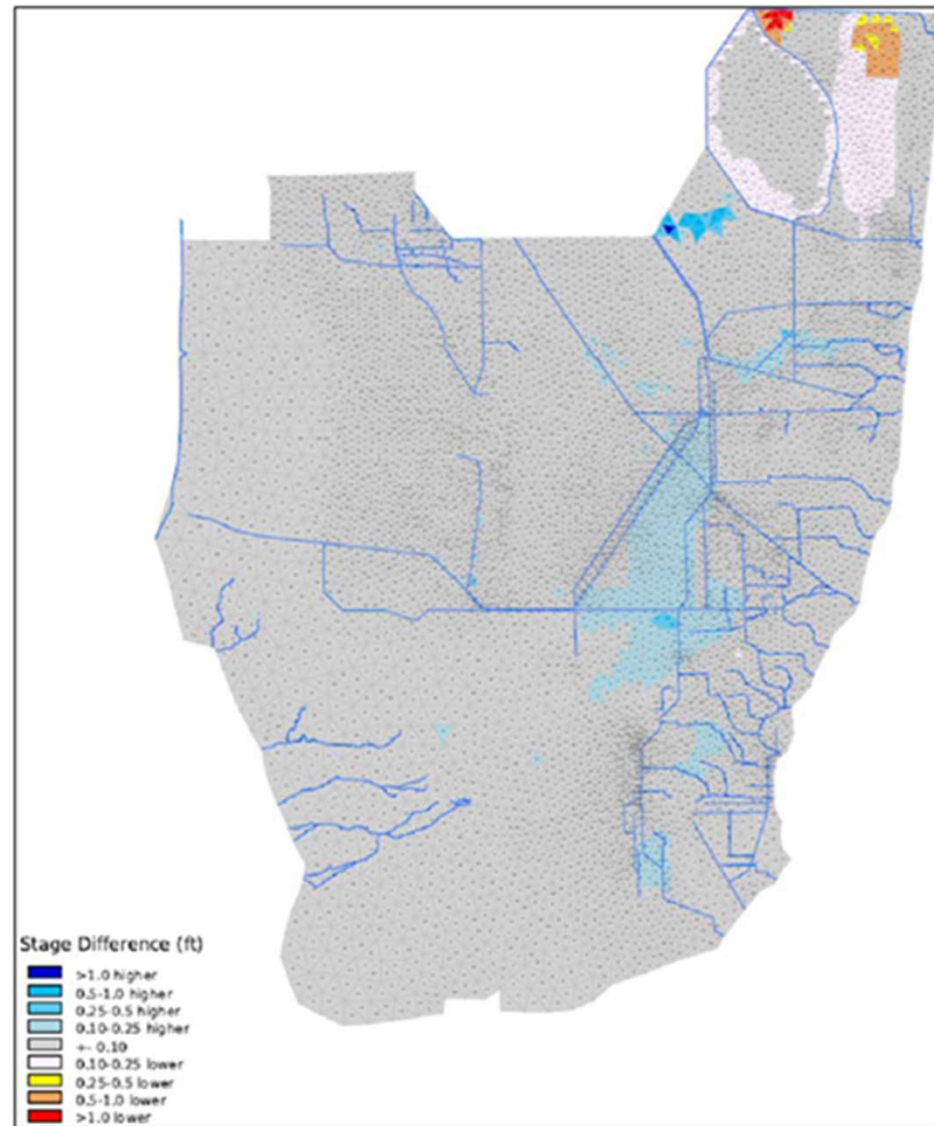 Stage Difference (ft)
>1.0 higher
0.5-1.0 higher
0.25-0.5 higher
0.10-0.25 higher
+- 0.10
0.10-0.25 lower
0.25-0.5 lower
0.5-1.0 lower
>1.0 lower